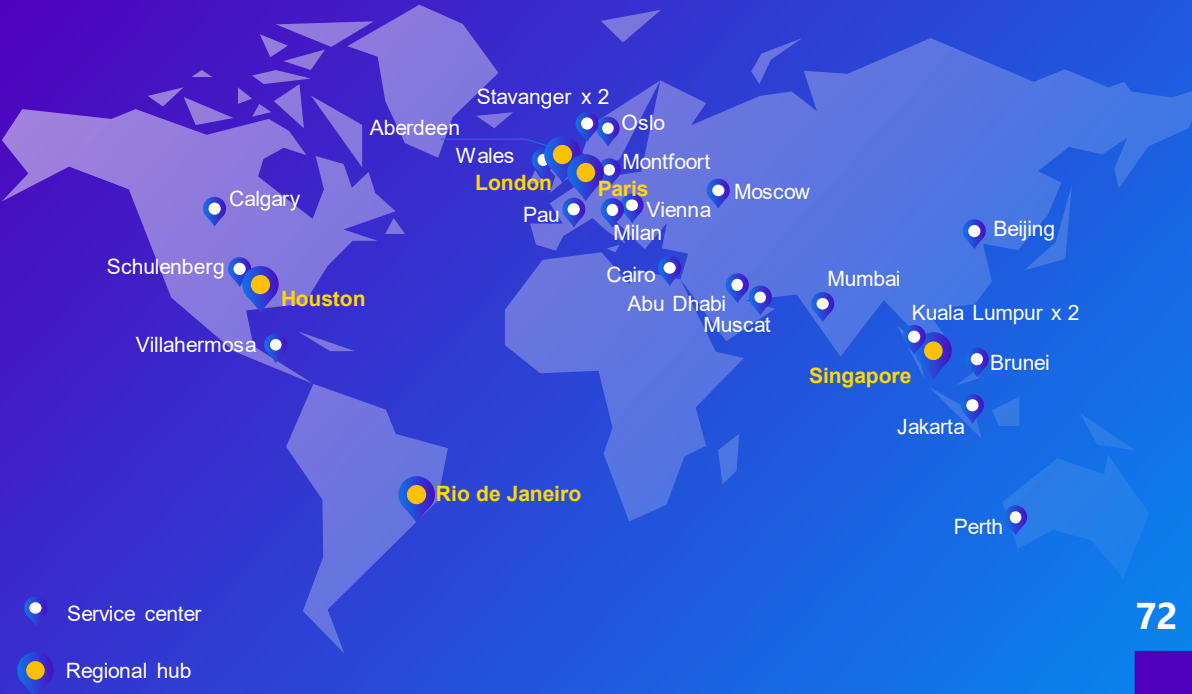 Stavanger x 2
Oslo
Aberdeen
Wales
Montfoort
London
Paris
Moscow
Calgary
Pau
Vienna
Milan
Beijing
Schulenberg
Houston
Cairo
Abu Dhabi
Mumbai
Muscat
Kuala Lumpur x 2
Villahermosa
Singapore
Brunei
Jakarta
Rio de Janeiro
Perth
Service center
72
Regional hub